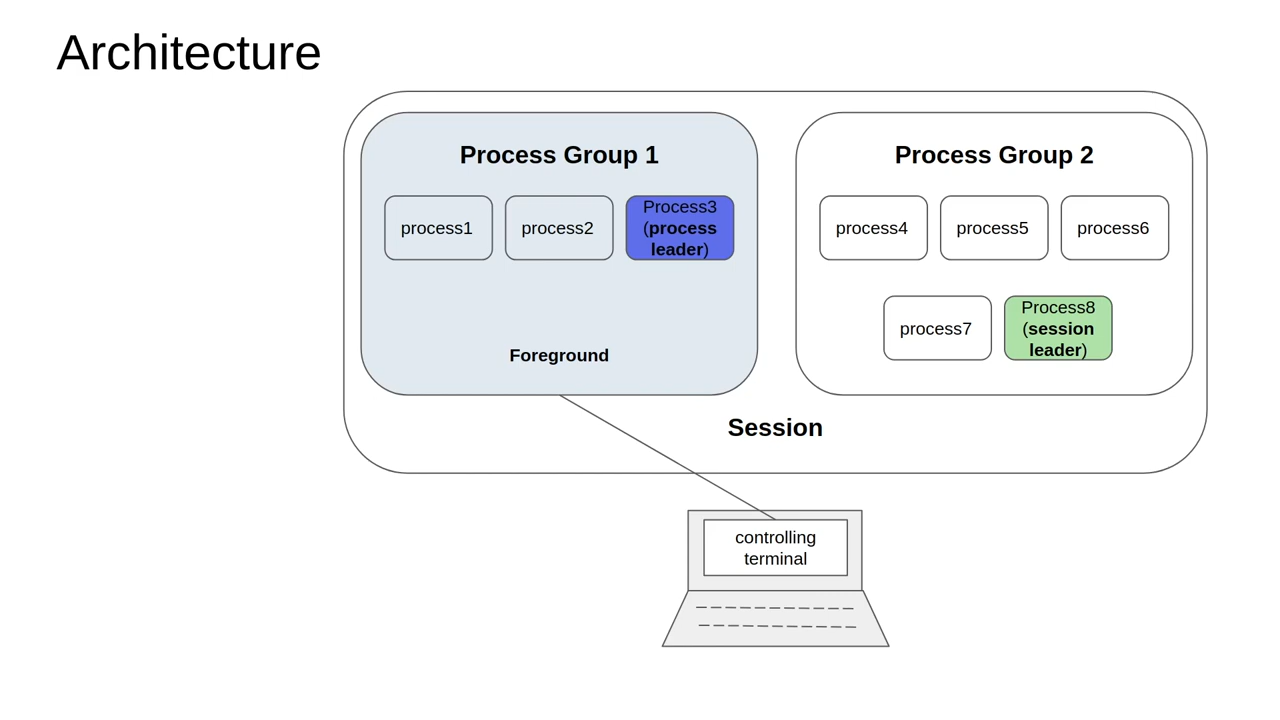 Architecture
Process Group 1
process1
process2
Process3
(process
leader)
Foreground
Process Group 2
process4
process5
process6
process7
Process8
(session
leader)
Session
controlling
terminal